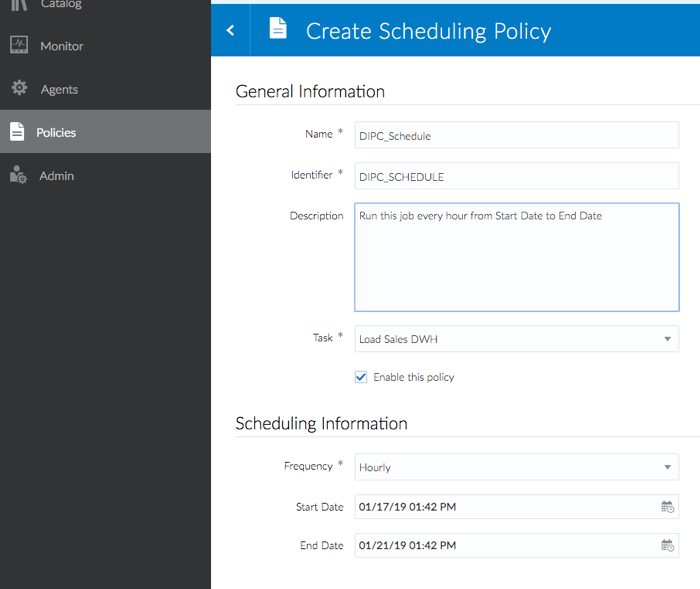 Catalog
Monitor
Agents
Policies
Admin
Create Scheduling Policy
General Information
Name * DIPC_Schedule
Identifier * DIPC_SCHEDULE
Description Run this job every hour from Start Date to End Date
Task * Load Sales DWH
Enable this policy
Scheduling Information
Frequency * Hourly
Start Date 01/17/19 01:42 PM
End Date 01/21/19 01:42 PM